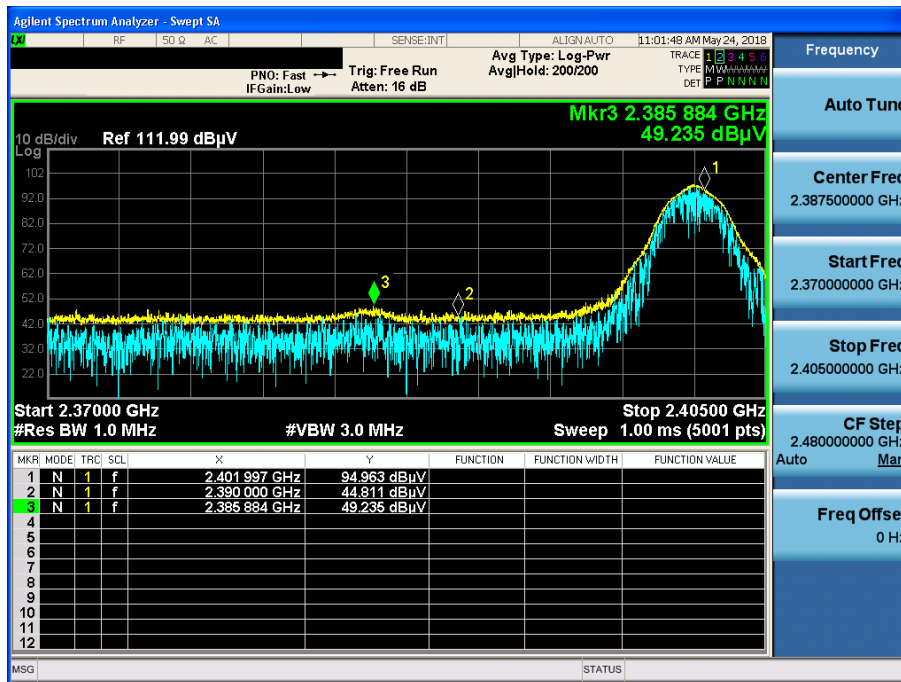 Agilent Spectrum Analyzer - Swept SA
LXI RF 50 Ω AC SENSE:INT ALIGN AUTO 11:01:48 AM May 24, 2018
PNO: Fast Trig: Free Run Avg Type: Log-Pwr TRACE 1 2 3 4 5 6
IFGain:Low Atten: 16 dB Avg|Hold: 200/200 TYPE M
DET P P N N N N
Mkr3 2.385 884 GHz
49.235 dBµV
10 dB/div Ref 111.99 dBµV
Log
102
92.0
82.0
72.0
62.0
52.0
42.0
32.0
22.0
1
2
3
Start 2.37000 GHz Stop 2.40500 GHz
#Res BW 1.0 MHz #VBW 3.0 MHz Sweep 1.00 ms (5001 pts)
MKR MODE TRC SCL X Y FUNCTION FUNCTION WIDTH FUNCTION VALUE
1 N 1 f 2.401 997 GHz 94.963 dBµV
2 N 1 f 2.390 000 GHz 44.811 dBµV
3 N 1 f 2.385 884 GHz 49.235 dBµV
4
5
6
7
8
9
10
11
12
MSG STATUS
Frequency
Auto Tune
Center Freq
2.387500000 GHz
Start Freq
2.370000000 GHz
Stop Freq
2.405000000 GHz
CF Step
2.480000000 GHz
Auto Man
Freq Offset
0 Hz